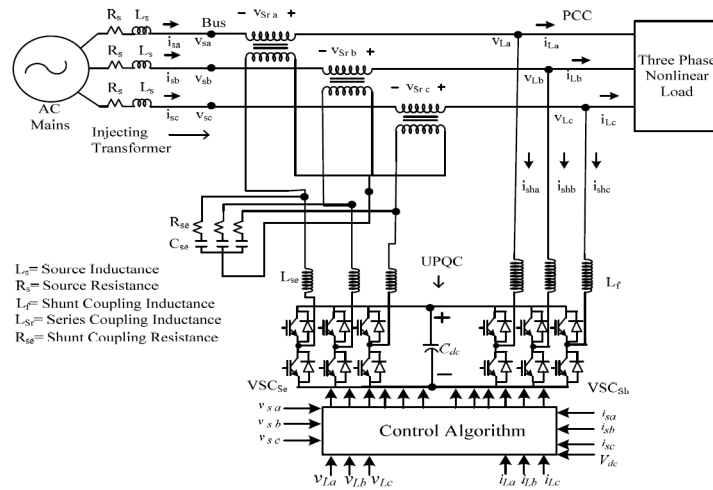 Rs Ls Bus − vSr a + PCC
isa vsa vLa iLa
Rs Ls − vSr b +
isb vsb vLb iLb
Rs Ls − vSr c +
isc vsc vLc iLc
AC
Mains
Three Phase
Nonlinear
Load
Injecting
Transformer
isha ishb ishc
Rse
Cse
Ls= Source Inductance
Rs= Source Resistance
Lf= Shunt Coupling Inductance
LSr= Series Coupling Inductance
Rse= Shunt Coupling Resistance
Lse
UPQC
Lf
+
Cdc
−
VSCSe
VSCSh
vsa
vsb
vsc
Control Algorithm
isa
isb
isc
Vdc
vLa vLb vLc
iLa iLb iLc